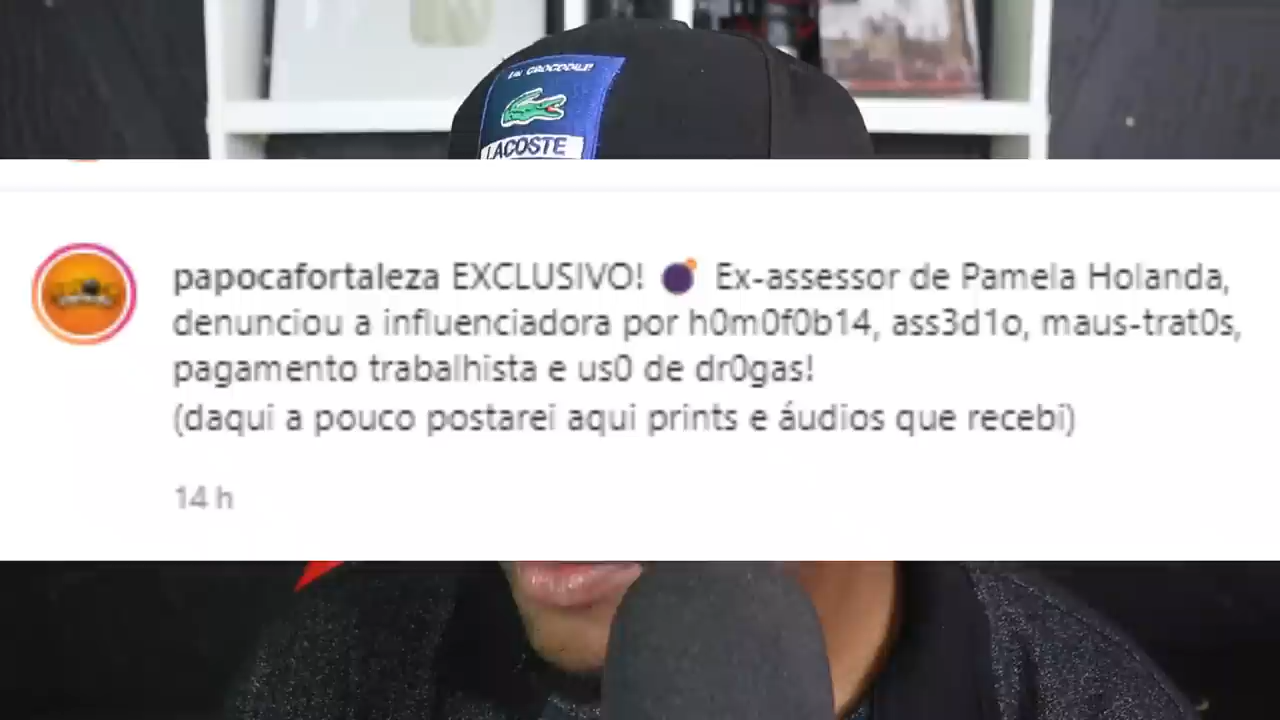 I'M CROCODILE!
LACOSTE
papocafortaleza EXCLUSIVO! 💣 Ex-assessor de Pamela Holanda,
denunciou a influenciadora por h0m0f0b14, ass3d1o, maus-trat0s,
pagamento trabalhista e us0 de dr0gas!
(daqui a pouco postarei aqui prints e áudios que recebi)
14 h